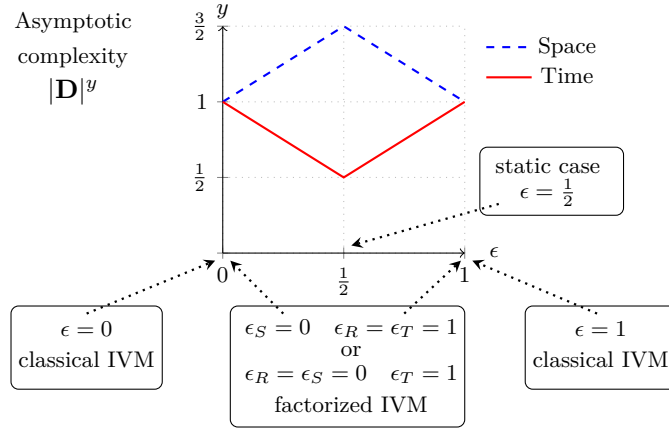 Asymptotic
complexity
|D|^y
y
3/2
1
1/2
0
1/2
1
ϵ
Space
Time
static case
ϵ = 1/2
ϵ = 0
classical IVM
ϵ_S = 0 ϵ_R = ϵ_T = 1
or
ϵ_R = ϵ_S = 0 ϵ_T = 1
factorized IVM
ϵ = 1
classical IVM